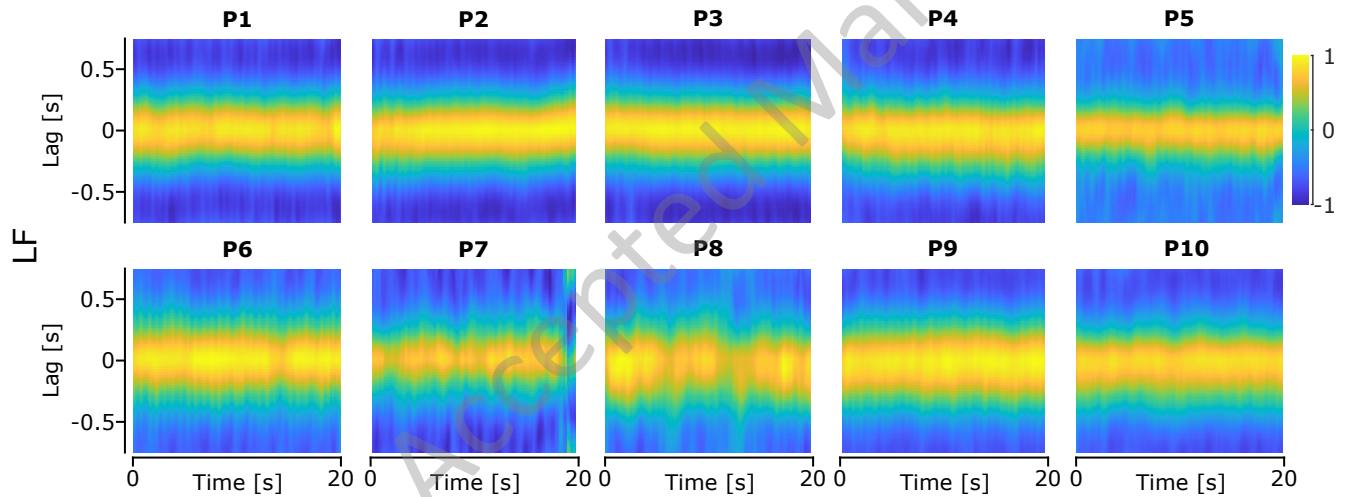 P1 P2 P3 P4 P5
0.5 1
Lag [s] 0 0
-0.5 -1
LF
P6 P7 P8 P9 P10
0.5
Lag [s] 0
-0.5
0 Time [s] 20 0 Time [s] 20 0 Time [s] 20 0 Time [s] 20 0 Time [s] 20
Accepted Ma